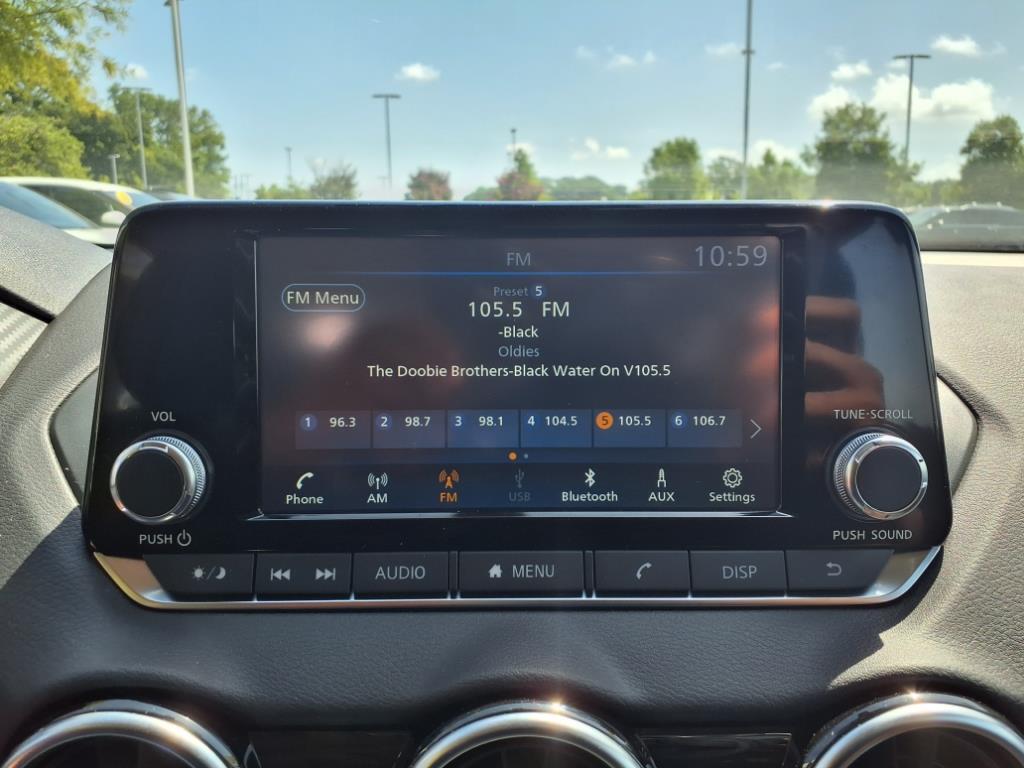 FM 10:59
FM Menu
Preset 5
105.5 FM
-Black
Oldies
The Doobie Brothers-Black Water On V105.5
1 96.3 2 98.7 3 98.1 4 104.5 5 105.5 6 106.7
Phone AM FM USB Bluetooth AUX Settings
VOL
PUSH
TUNE·SCROLL
PUSH SOUND
AUDIO MENU DISP